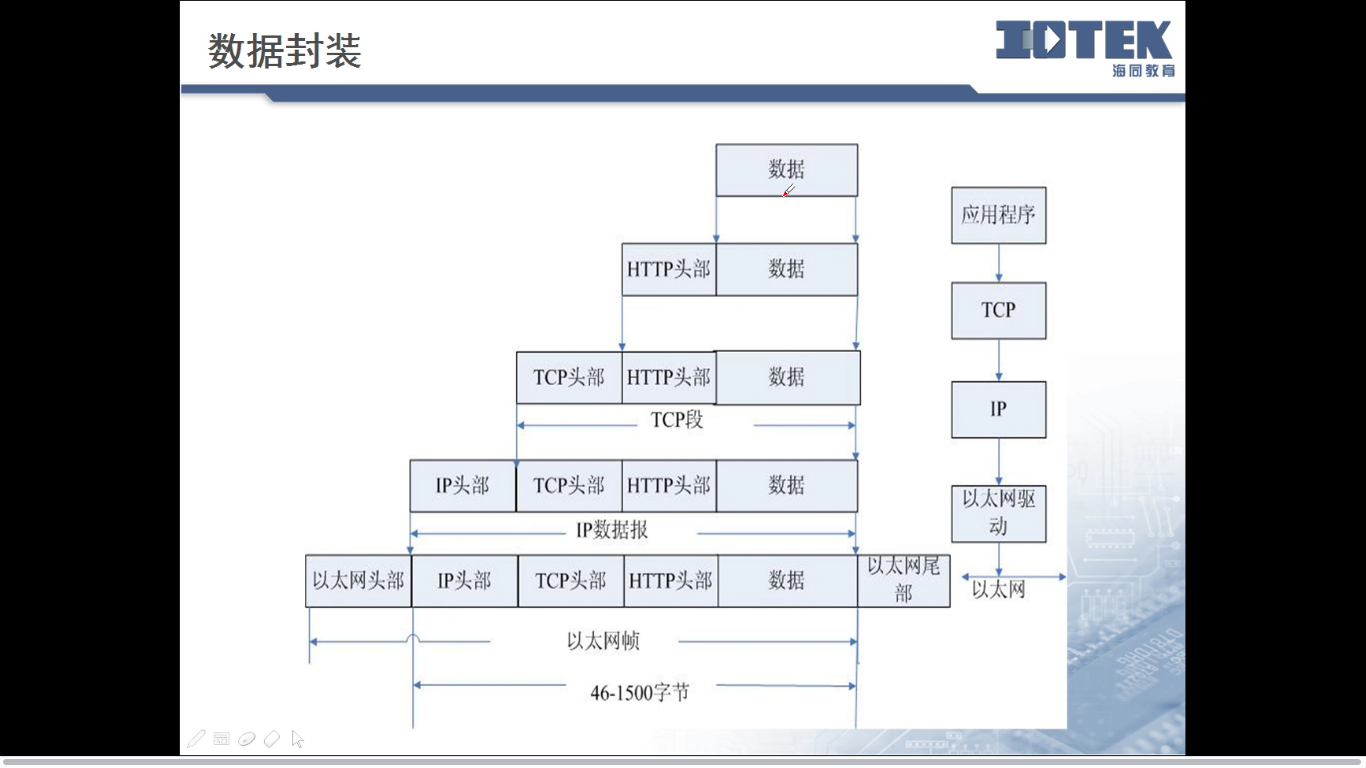 数据封装
IOTEK
海同教育
数据
应用程序
HTTP头部 数据
TCP
TCP头部 HTTP头部 数据
TCP段
IP
IP头部 TCP头部 HTTP头部 数据
IP数据报
以太网驱
动
以太网头部 IP头部 TCP头部 HTTP头部 数据 以太网尾
部
以太网
以太网帧
46-1500字节